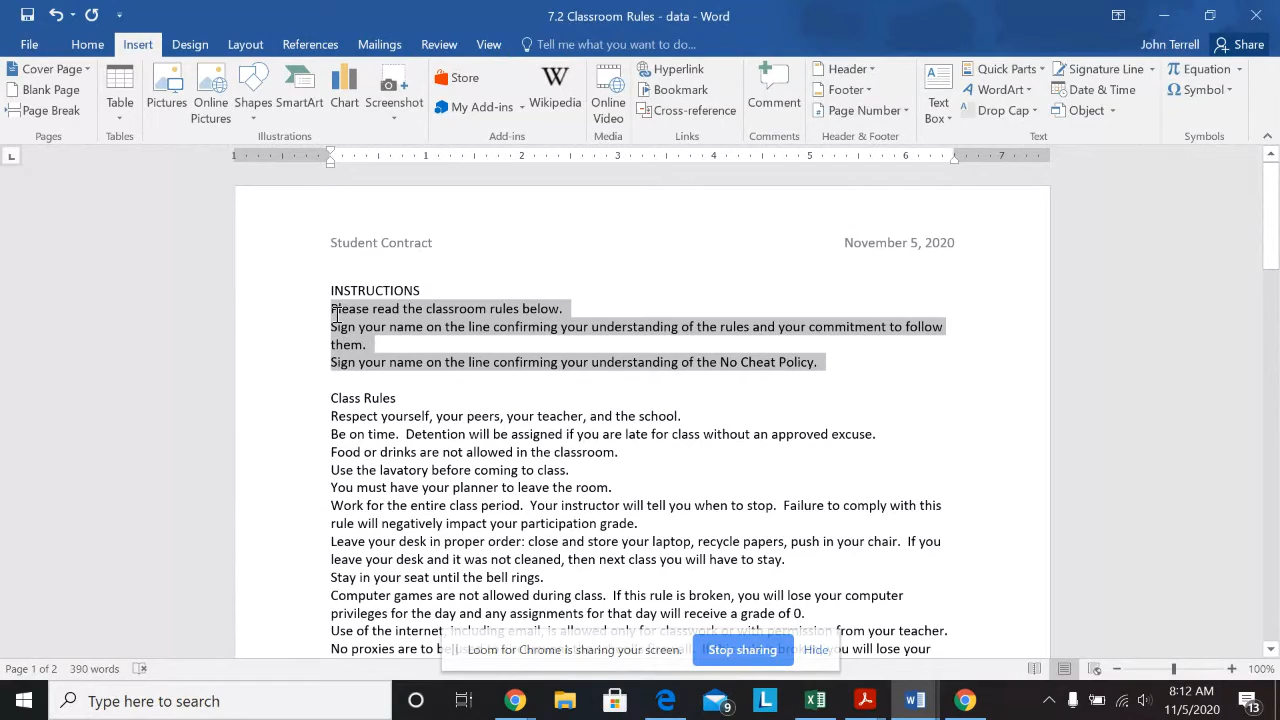 7.2 Classroom Rules - data - Word
File Home Insert Design Layout References Mailings Review View Tell me what you want to do... John Terrell Share
Cover Page
Blank Page
Page Break
Pages
Table
Tables
Pictures
Online Pictures
Shapes
SmartArt
Chart
Screenshot
Illustrations
Store
My Add-ins
W
Wikipedia
Add-ins
Online Video
Media
Hyperlink
Bookmark
Cross-reference
Links
Comment
Comments
Header
Footer
Page Number
Header & Footer
Text Box
Quick Parts
WordArt
Drop Cap
Signature Line
Date & Time
Object
Text
Equation
Symbol
Symbols
1 1 2 3 4 5 6 7
Student Contract November 5, 2020
INSTRUCTIONS
Please read the classroom rules below.
Sign your name on the line confirming your understanding of the rules and your commitment to follow
them.
Sign your name on the line confirming your understanding of the No Cheat Policy.
Class Rules
Respect yourself, your peers, your teacher, and the school.
Be on time.  Detention will be assigned if you are late for class without an approved excuse.
Food or drinks are not allowed in the classroom.
Use the lavatory before coming to class.
You must have your planner to leave the room.
Work for the entire class period.  Your instructor will tell you when to stop.  Failure to comply with this
rule will negatively impact your participation grade.
Leave your desk in proper order: close and store your laptop, recycle papers, push in your chair.  If you
leave your desk and it was not cleaned, then next class you will have to stay.
Stay in your seat until the bell rings.
Computer games are not allowed during class.  If this rule is broken, you will lose your computer
privileges for the day and any assignments for that day will receive a grade of 0.
Use of the internet, including email, is allowed only for classwork or with permission from your teacher.
No proxies are to be you will lose your
Loom for Chrome is sharing your screen. Stop sharing Hide
Page 1 of 2 390 words 100%
Type here to search 9 L 8:12 AM
11/5/2020 13